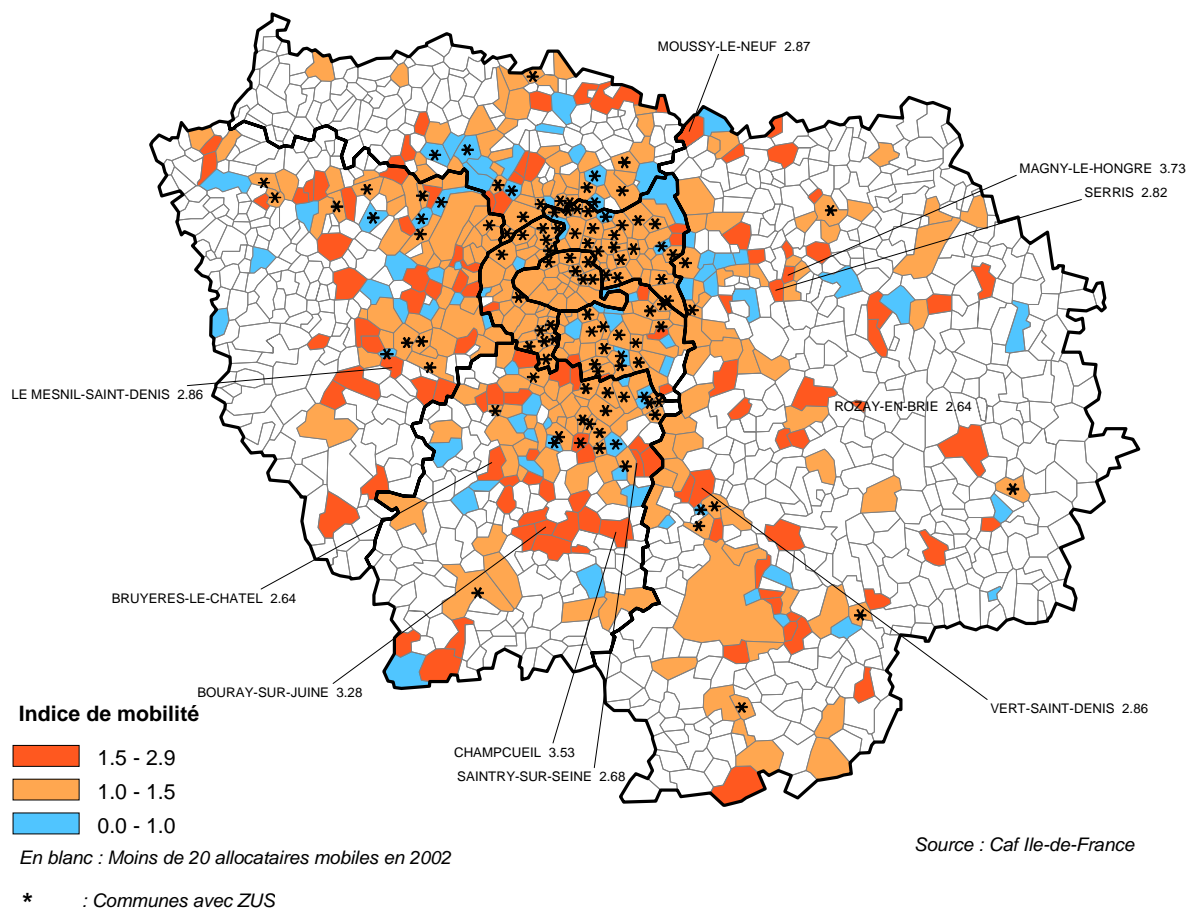 MOUSSY-LE-NEUF 2.87
MAGNY-LE-HONGRE 3.73
SERRIS 2.82
LE MESNIL-SAINT-DENIS 2.86
ROZAY-EN-BRIE 2.64
BRUYERES-LE-CHATEL 2.64
BOURAY-SUR-JUINE 3.28
VERT-SAINT-DENIS 2.86
CHAMPCUEIL 3.53
SAINTRY-SUR-SEINE 2.68
Indice de mobilité
1.5 - 2.9
1.0 - 1.5
0.0 - 1.0
En blanc : Moins de 20 allocataires mobiles en 2002
Source : Caf Ile-de-France
* : Communes avec ZUS